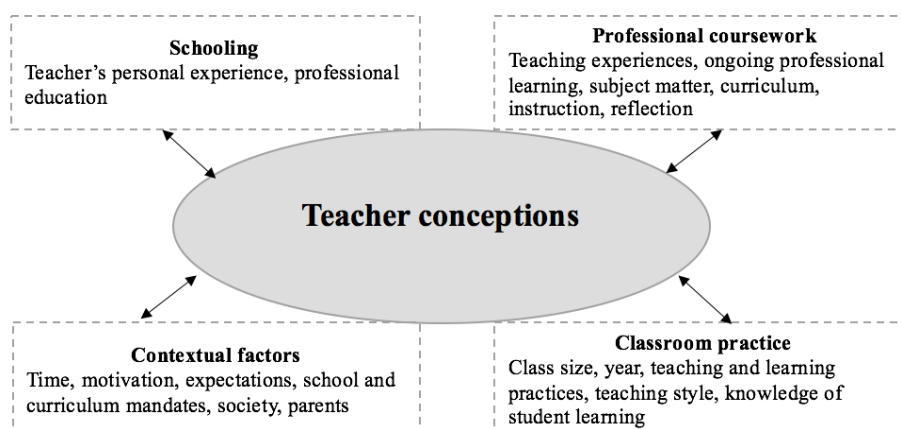 Schooling
Teacher's personal experience, professional
education
Professional coursework
Teaching experiences, ongoing professional
learning, subject matter, curriculum,
instruction, reflection
Teacher conceptions
Contextual factors
Time, motivation, expectations, school and
curriculum mandates, society, parents
Classroom practice
Class size, year, teaching and learning
practices, teaching style, knowledge of
student learning